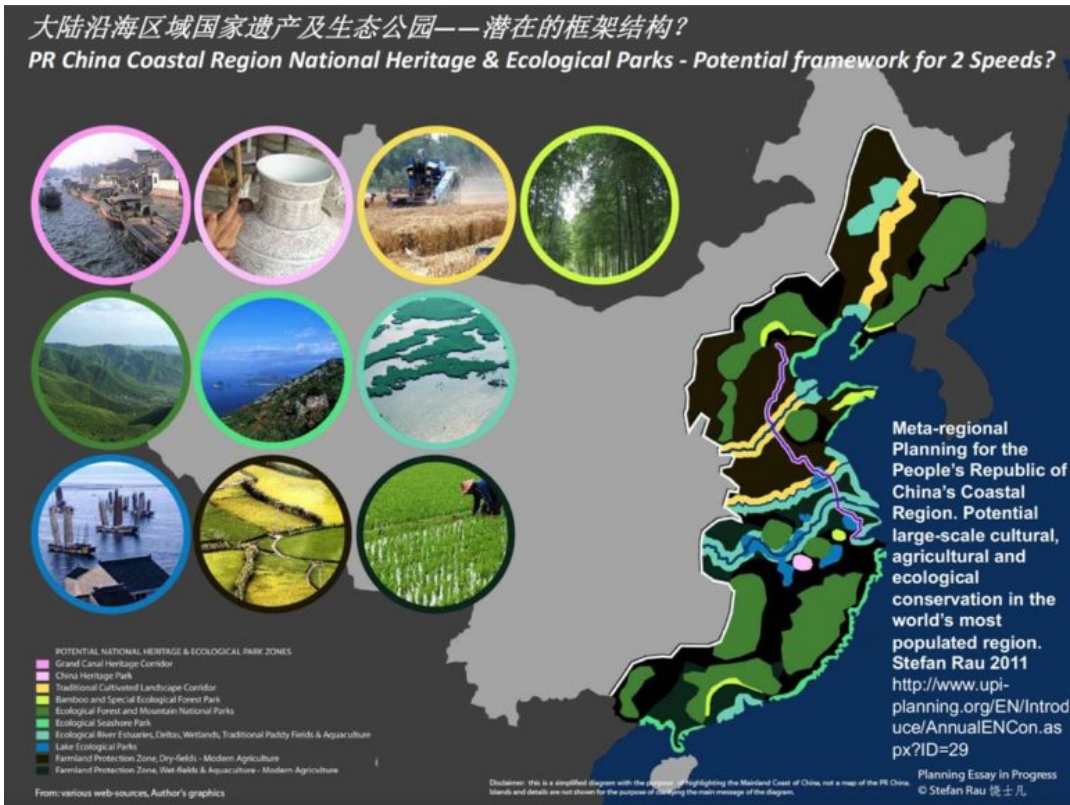 大陆沿海区域国家遗产及生态公园——潜在的框架结构？
PR China Coastal Region National Heritage & Ecological Parks - Potential framework for 2 Speeds?
Meta-regional
Planning for the
People's Republic of
China's Coastal
Region. Potential
large-scale cultural,
agricultural and
ecological
conservation in the
world's most
populated region.
Stefan Rau 2011
http://www.upi-
planning.org/EN/Introd
uce/AnnualENCon.as
px?ID=29
POTENTIAL NATIONAL HERITAGE & ECOLOGICAL PARK ZONES
Grand Canal Heritage Corridor
China Heritage Park
Traditional Cultivated Landscape Corridor
Bamboo and Special Ecological Forest Park
Ecological Forest and Mountain National Parks
Ecological Seashore Park
Ecological River Estuaries, Deltas, Wetlands, Traditional Paddy Fields & Aquaculture
Lake Ecological Parks
Farmland Protection Zone, Dry-fields - Modern Agriculture
Farmland Protection Zone, Wet-fields & Aquaculture - Modern Agriculture
From: various web-sources, Author's graphics
Disclaimer: this is a simplified diagram with the purpose of highlighting the Mainland Coast of China, not a map of the PR China.
Islands and details are not shown for the purpose of clarifying the main message of the diagram.
Planning Essay in Progress
© Stefan Rau 饶士凡